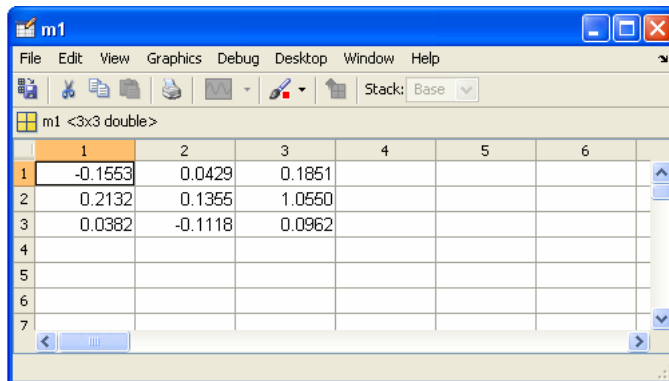 m1
File Edit View Graphics Debug Desktop Window Help
Stack: Base
m1 <3x3 double>
1 2 3 4 5 6
1 -0.1553 0.0429 0.1851
2 0.2132 0.1355 1.0550
3 0.0382 -0.1118 0.0962
4
5
6
7